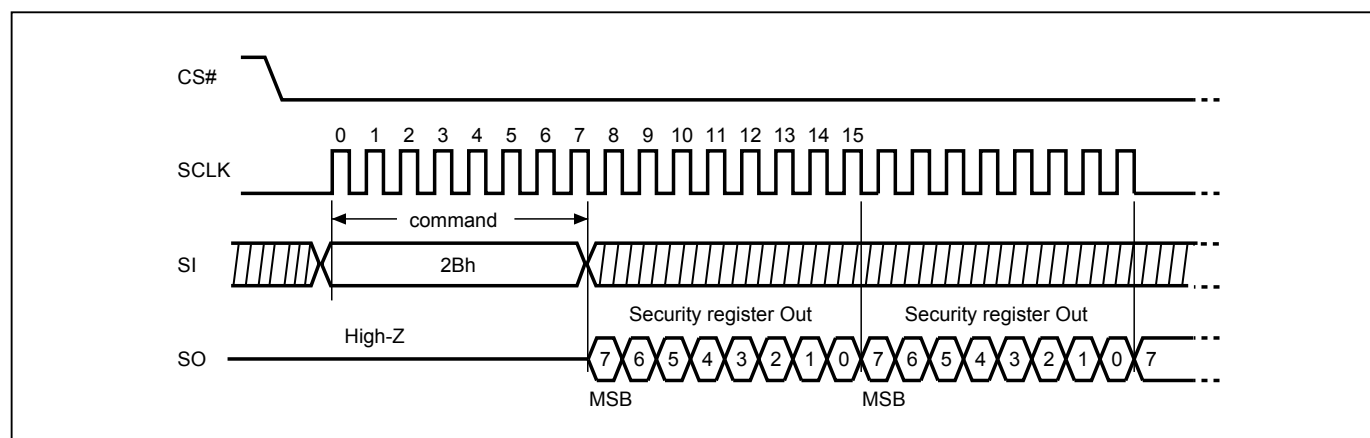 CS#
0 1 2 3 4 5 6 7 8 9 10 11 12 13 14 15
SCLK
command
SI
2Bh
Security register Out Security register Out
High-Z
SO
7 6 5 4 3 2 1 0 7 6 5 4 3 2 1 0 7
MSB MSB